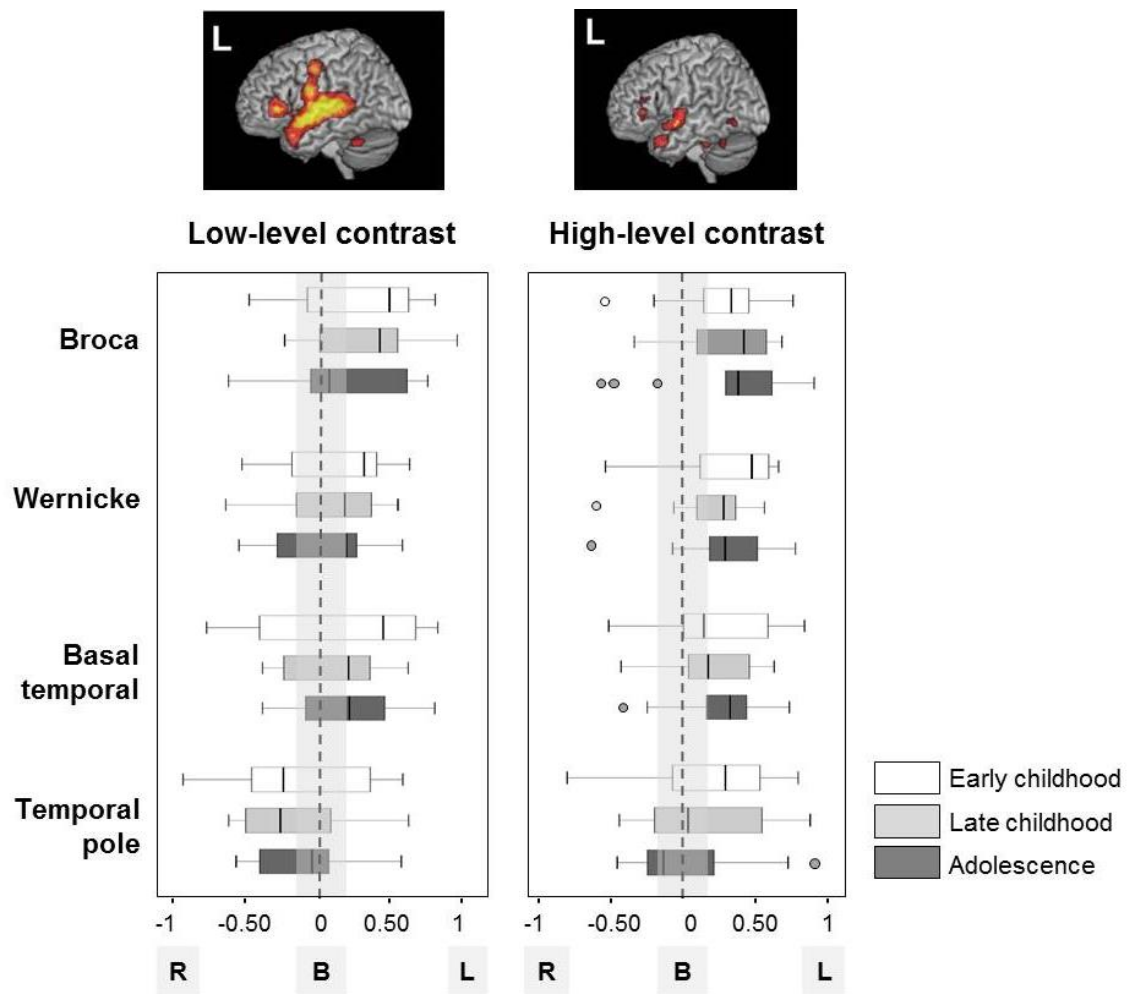 L
L
Low-level contrast
High-level contrast
Broca
Wernicke
Basal
temporal
Temporal
pole
Early childhood
Late childhood
Adolescence
-1 -0.50 0 0.50 1
-1 -0.50 0 0.50 1
R B L
R B L